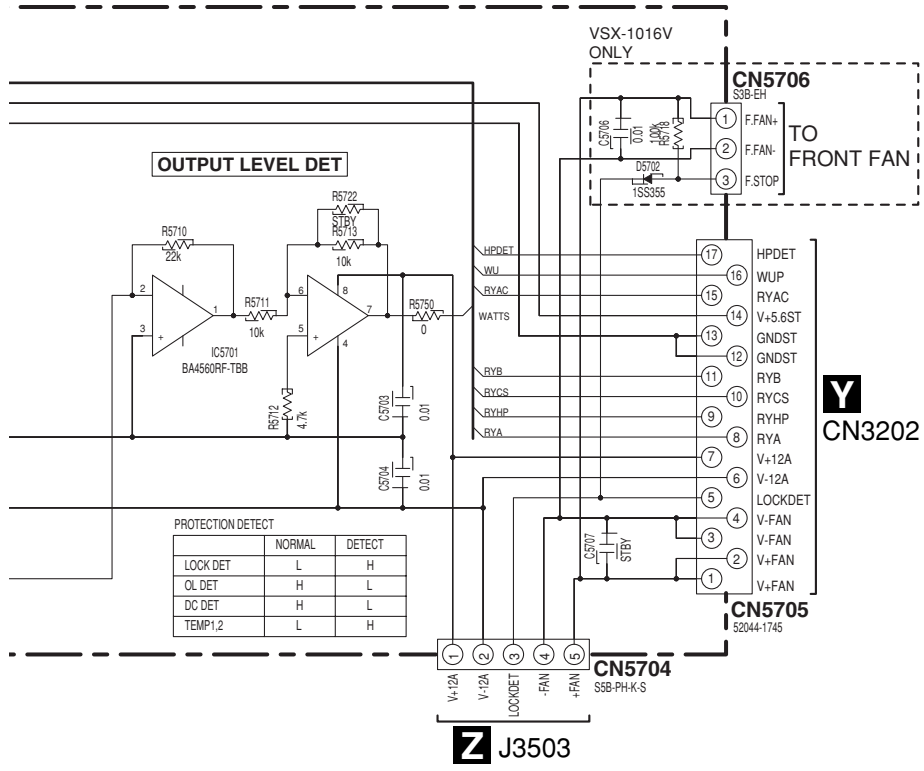 VSX-1016V
ONLY
CN5706
S3B-EH
1 F.FAN+
2 F.FAN-
3 F.STOP
TO
FRONT FAN
C5706
0.01
100k
R5718
D5702
1SS355
OUTPUT LEVEL DET
R5722
STBY
R5713
10k
R5710
22k
2
3
+
1
R5711
10k
IC5701
BA4560RF-TBB
6
5
+
8
7
4
R5750
0
R5712
4.7k
C5703
0.01
C5704
0.01
HPDET
WU
RYAC
WATTS
RYB
RYCS
RYHP
RYA
17 HPDET
16 WUP
15 RYAC
14 V+5.6ST
13 GNDST
12 GNDST
11 RYB
10 RYCS
9 RYHP
8 RYA
7 V+12A
6 V-12A
5 LOCKDET
4 V-FAN
3 V-FAN
2 V+FAN
1 V+FAN
Y
CN3202
C5707
STBY
CN5705
52044-1745
PROTECTION DETECT
NORMAL DETECT
LOCK DET L H
OL DET H L
DC DET H L
TEMP1,2 L H
1 2 3 4 5
CN5704
S5B-PH-K-S
V+12A
V-12A
LOCKDET
-FAN
+FAN
Z J3503